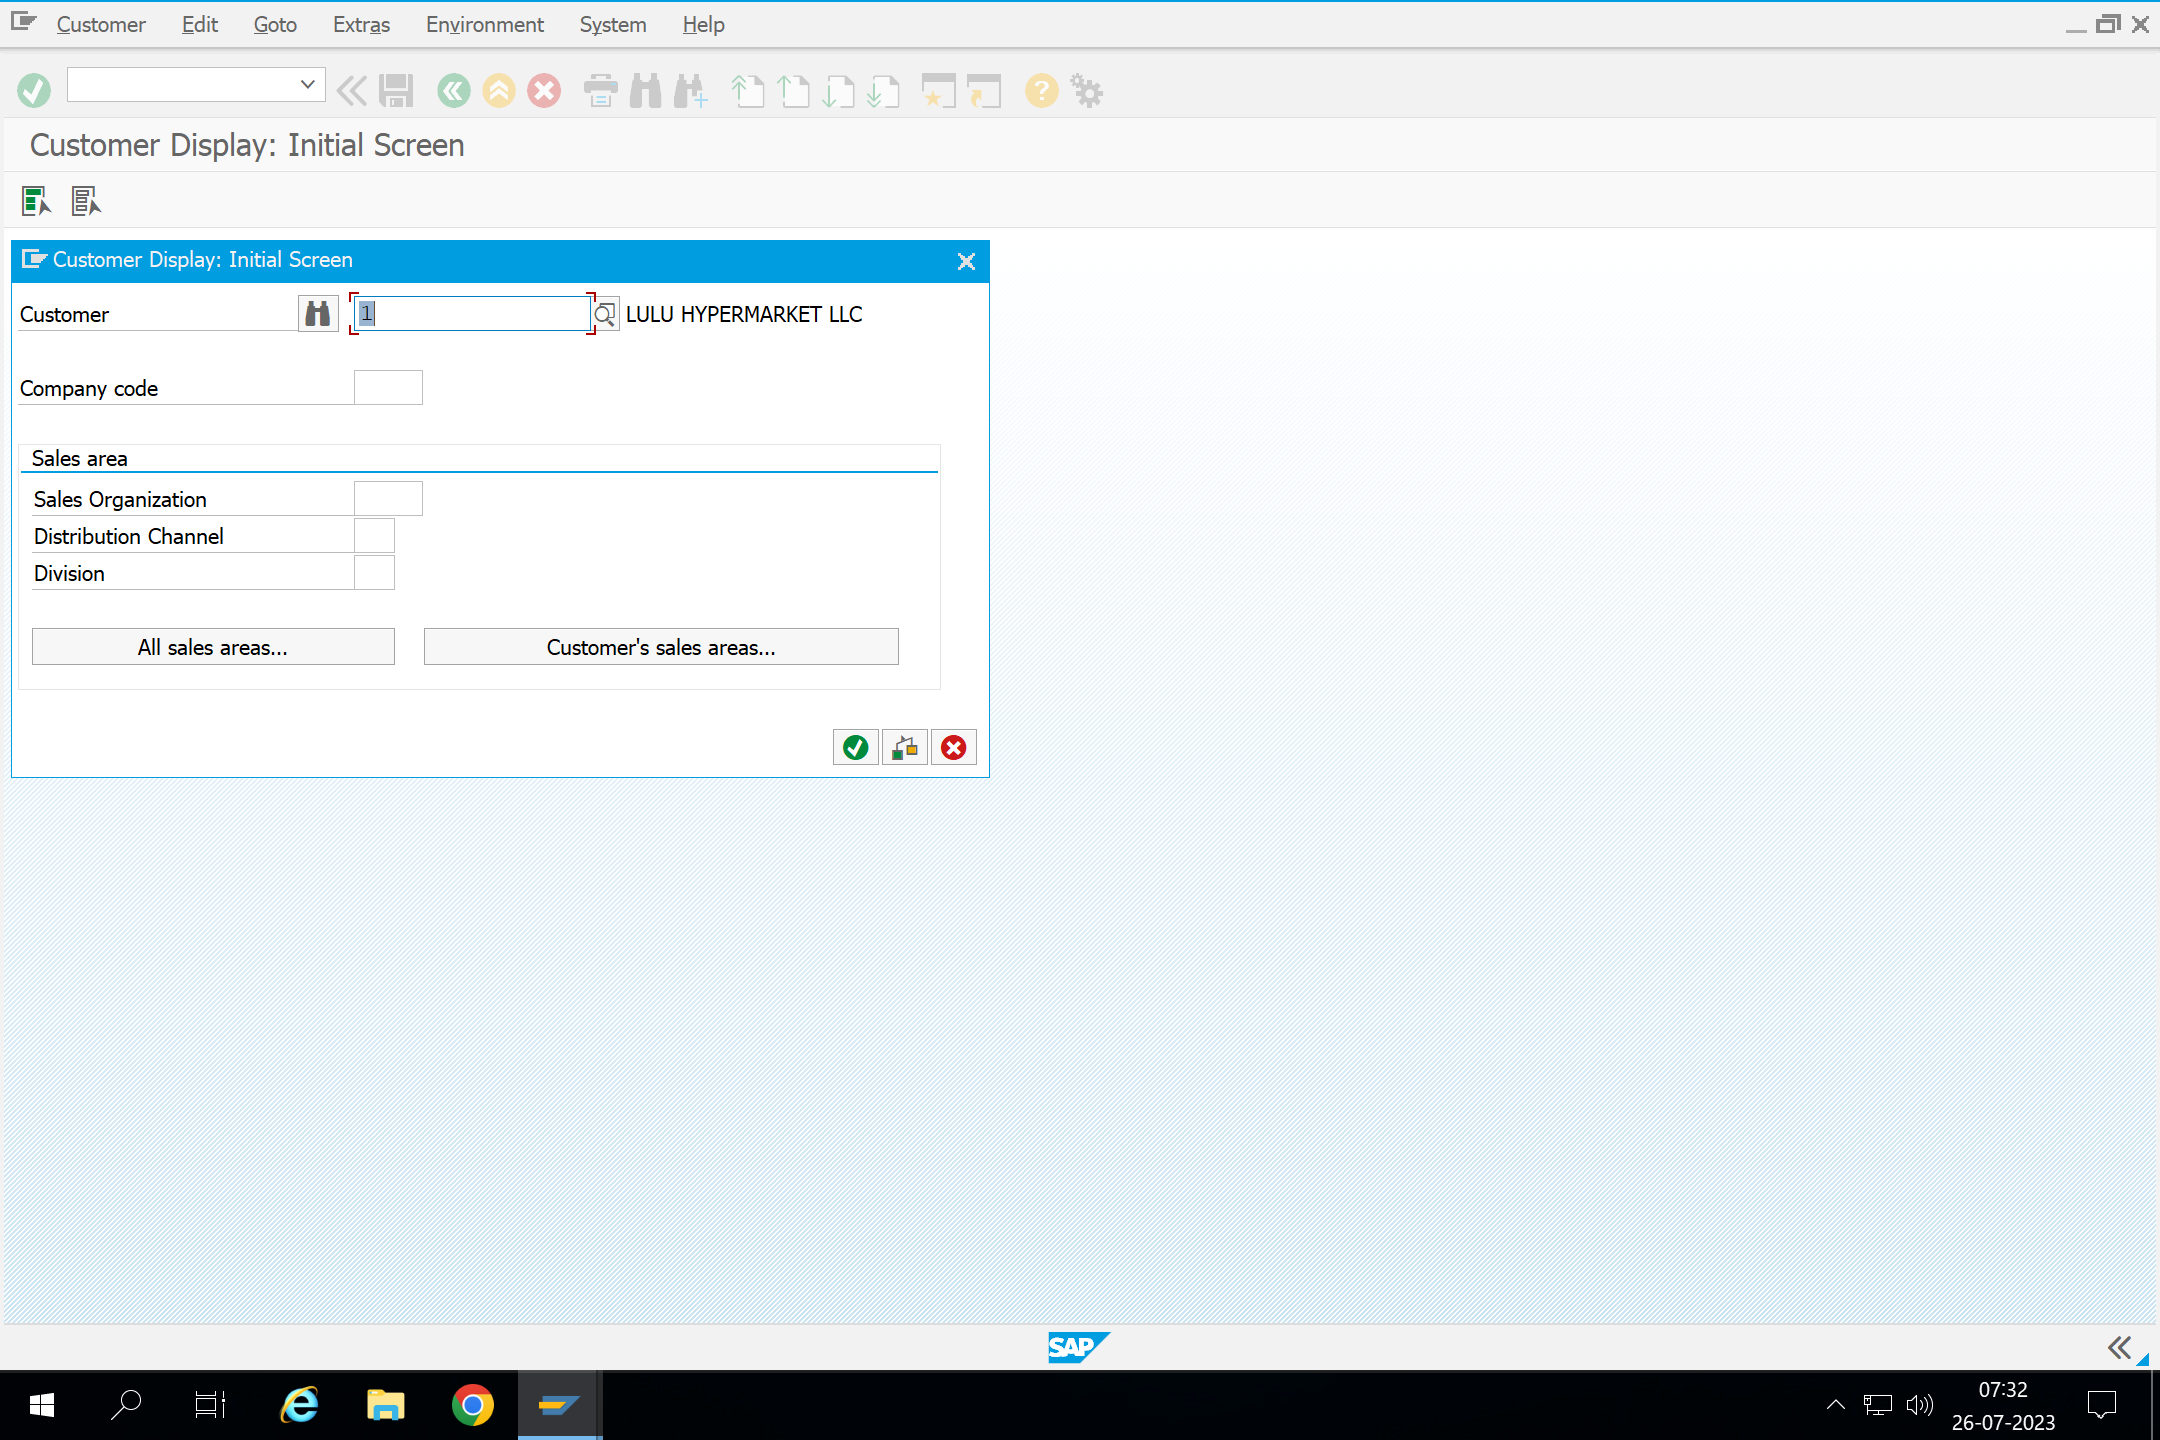 Customer Edit Goto Extras Environment System Help
Customer Display: Initial Screen
Customer Display: Initial Screen
Customer 1 LULU HYPERMARKET LLC
Company code
Sales area
Sales Organization
Distribution Channel
Division
All sales areas... Customer's sales areas...
SAP
07:32
26-07-2023